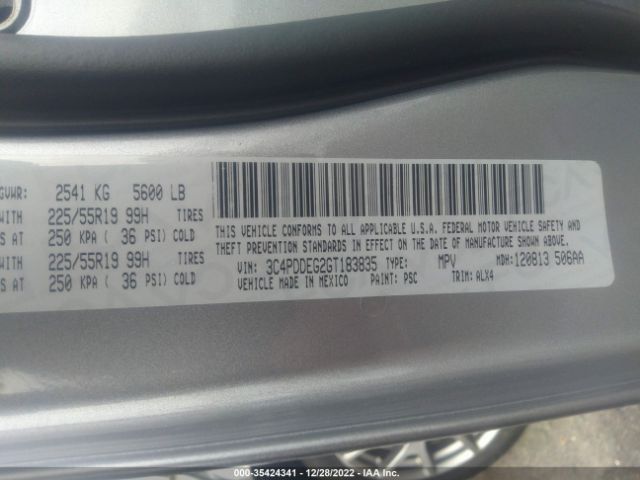 GVWR: 2541 KG 5600 LB
WITH 225/55R19 99H TIRES
S AT 250 KPA ( 36 PSI) COLD
WITH 225/55R19 99H TIRES
S AT 250 KPA ( 36 PSI) COLD
THIS VEHICLE CONFORMS TO ALL APPLICABLE U.S.A. FEDERAL MOTOR VEHICLE SAFETY AND
THEFT PREVENTION STANDARDS IN EFFECT ON THE DATE OF MANUFACTURE SHOWN ABOVE.
VIN: 3C4PDDEG2GT183835 TYPE: MPV MDH: 120813 506AA
VEHICLE MADE IN MEXICO PAINT: PSC TRIM: ALX4
000-35424341 | 12/28/2022 | IAA Inc.